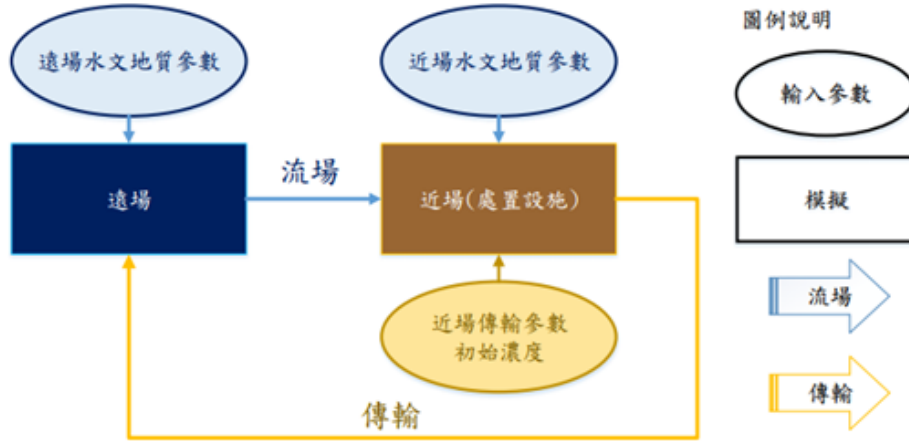 遠場水文地質參數
近場水文地質參數
圖例說明
輸入參數
遠場
流場
近場(處置設施)
模擬
近場傳輸參數
初始濃度
流場
傳輸
傳輸